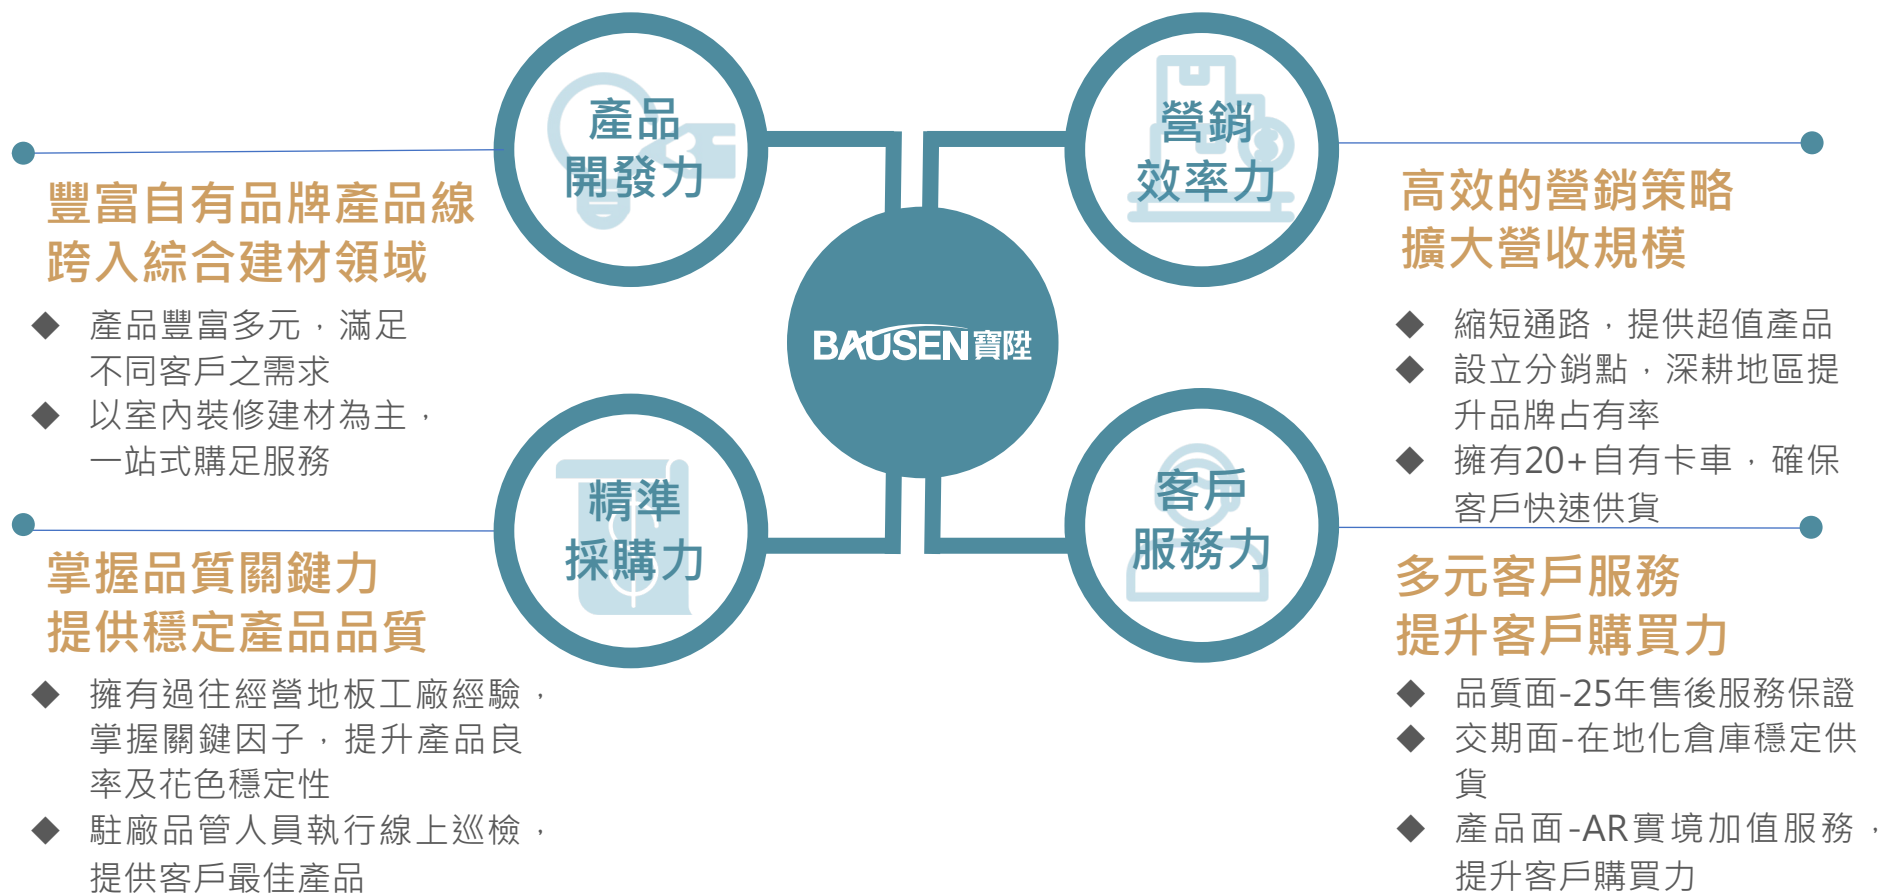 產品
開發力
豐富自有品牌產品線
跨入綜合建材領域
◆ 產品豐富多元，滿足
不同客戶之需求
◆ 以室內裝修建材為主，
一站式購足服務
營銷
效率力
高效的營銷策略
擴大營收規模
◆ 縮短通路，提供超值產品
◆ 設立分銷點，深耕地區提
升品牌占有率
◆ 擁有20+自有卡車，確保
客戶快速供貨
BAUSEN寶陞
精準
採購力
掌握品質關鍵力
提供穩定產品品質
◆ 擁有過往經營地板工廠經驗，
掌握關鍵因子，提升產品良
率及花色穩定性
◆ 駐廠品管人員執行線上巡檢，
提供客戶最佳產品
客戶
服務力
多元客戶服務
提升客戶購買力
◆ 品質面-25年售後服務保證
◆ 交期面-在地化倉庫穩定供
貨
◆ 產品面-AR實境加值服務，
提升客戶購買力